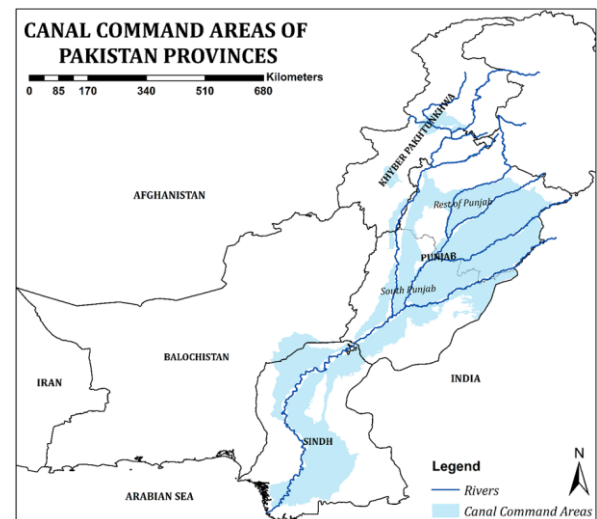 CANAL COMMAND AREAS OF
PAKISTAN PROVINCES
Kilometers
0 85 170 340 510 680
KHYBER PAKHTUNKHWA
AFGHANISTAN
Rest of Punjab
PUNJAB
South Punjab
BALOCHISTAN
IRAN
INDIA
SINDH
ARABIAN SEA
N
Legend
Rivers
Canal Command Areas